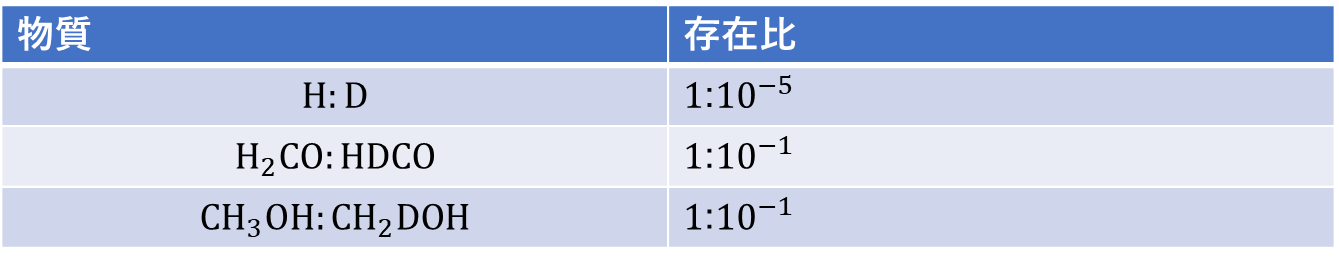 物質 存在比
H: D 1:10⁻⁵
H₂CO: HDCO 1:10⁻¹
CH₃OH: CH₂DOH 1:10⁻¹